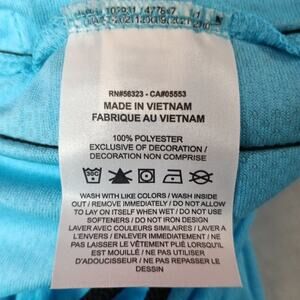 RN#56323 - CA#05553
MADE IN VIETNAM
FABRIQUE AU VIETNAM
100% POLYESTER
EXCLUSIVE OF DECORATION /
DECORATION NON COMPRISE
WASH WITH LIKE COLORS / WASH INSIDE
OUT / REMOVE IMMEDIATELY / DO NOT ALLOW
TO LAY ON ITSELF WHEN WET / DO NOT USE
SOFTENERS / DO NOT IRON DESIGN
LAVER AVEC COULEURS SIMILAIRES / LAVER À
L'ENVERS / ENLEVER IMMÉDIATEMENT / NE
PAS LAISSER LE VÊTEMENT PLIÉ LORSQU'IL
EST MOUILLÉ / NE PAS UTILISER
D'ADOUCISSEUR / NE PAS REPASSER LE
DESSIN